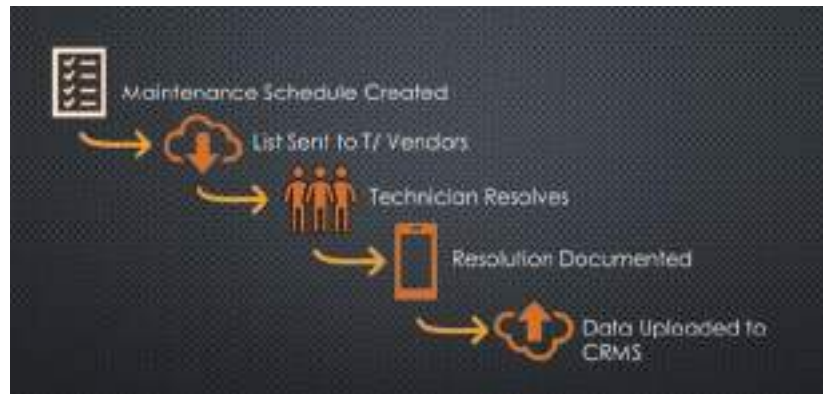 Maintenance Schedule Created
List Sent to T/ Vendors
Technician Resolves
Resolution Documented
Data Uploaded to
CRMS